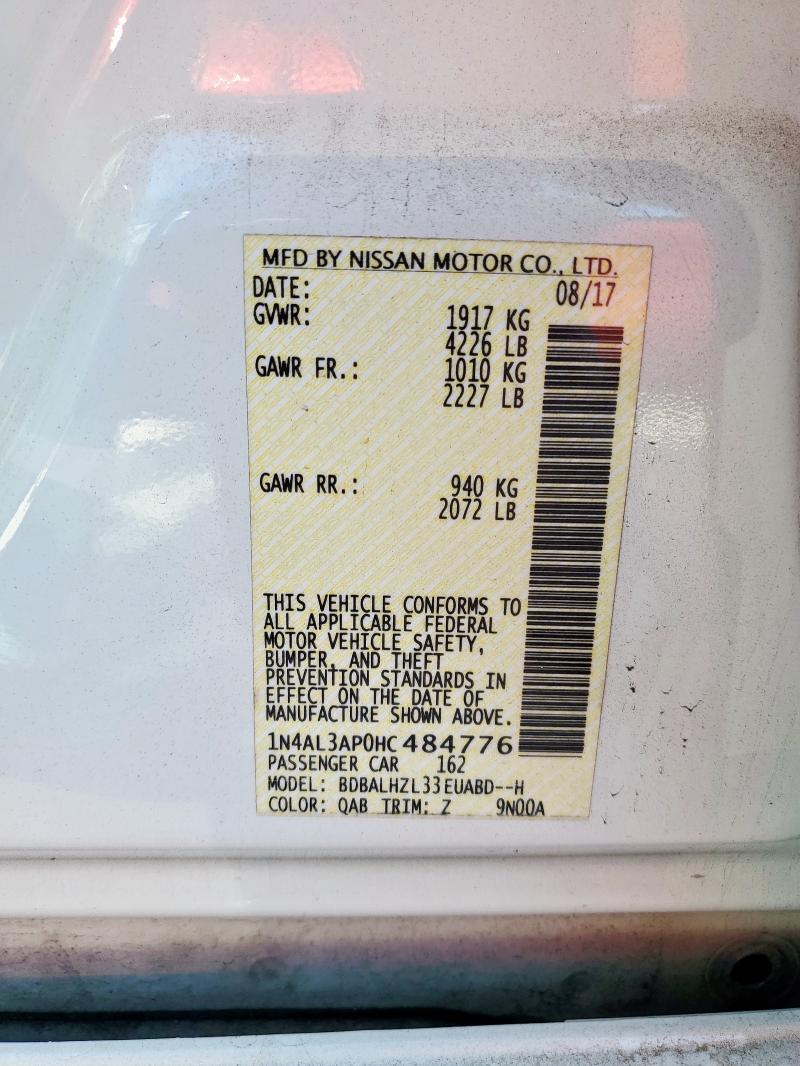 MFD BY NISSAN MOTOR CO., LTD.
DATE: 08/17
GVWR: 1917 KG
4226 LB
GAWR FR.: 1010 KG
2227 LB
GAWR RR.: 940 KG
2072 LB
THIS VEHICLE CONFORMS TO
ALL APPLICABLE FEDERAL
MOTOR VEHICLE SAFETY,
BUMPER, AND THEFT
PREVENTION STANDARDS IN
EFFECT ON THE DATE OF
MANUFACTURE SHOWN ABOVE.
1N4AL3AP0HC484776
PASSENGER CAR 162
MODEL: BDBALHZL33EUABD--H
COLOR: QAB TRIM: Z 9N00A